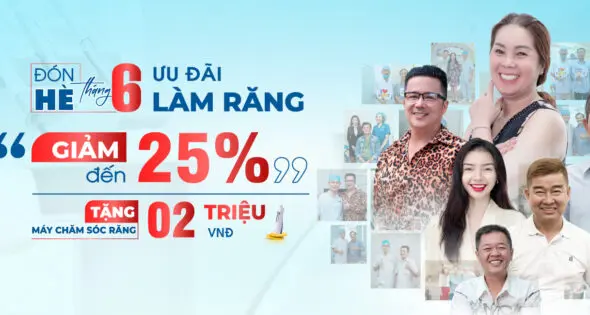 ĐÓN HÈ tháng 6
ƯU ĐÃI
LÀM RĂNG
GIẢM đến 25%
TẶNG MÁY CHĂM SÓC RĂNG
02 TRIỆU VNĐ